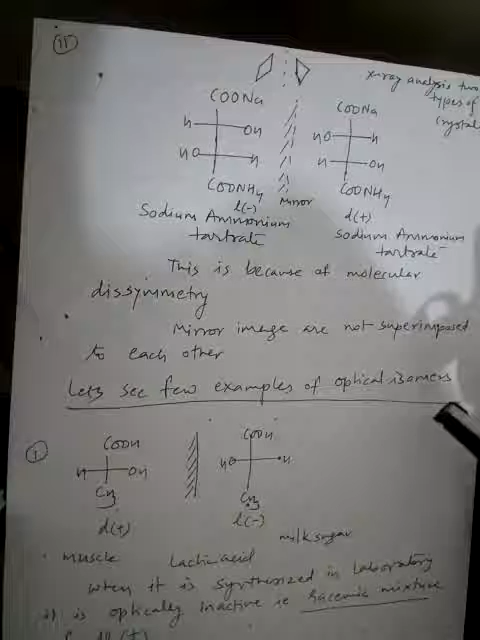 11
x-ray analysis two
types of
crystal
COONa
COONa
H OH
HO H
HO H
H OH
COONH4
COONH4
l(-)
Mirror
d(+)
Sodium Ammonium
tartrate
Sodium Ammonium
tartrate
This is because of molecular
dissymmetry
Mirror image are not superimposed
to each other
Lets see few examples of optical isomers
1
COOH
COOH
H OH
HO H
CH3
CH3
d(+)
l(-)
muscle Lactic acid milk sugar
when it is synthesized in laboratory
it is optically inactive ie racemic mixture